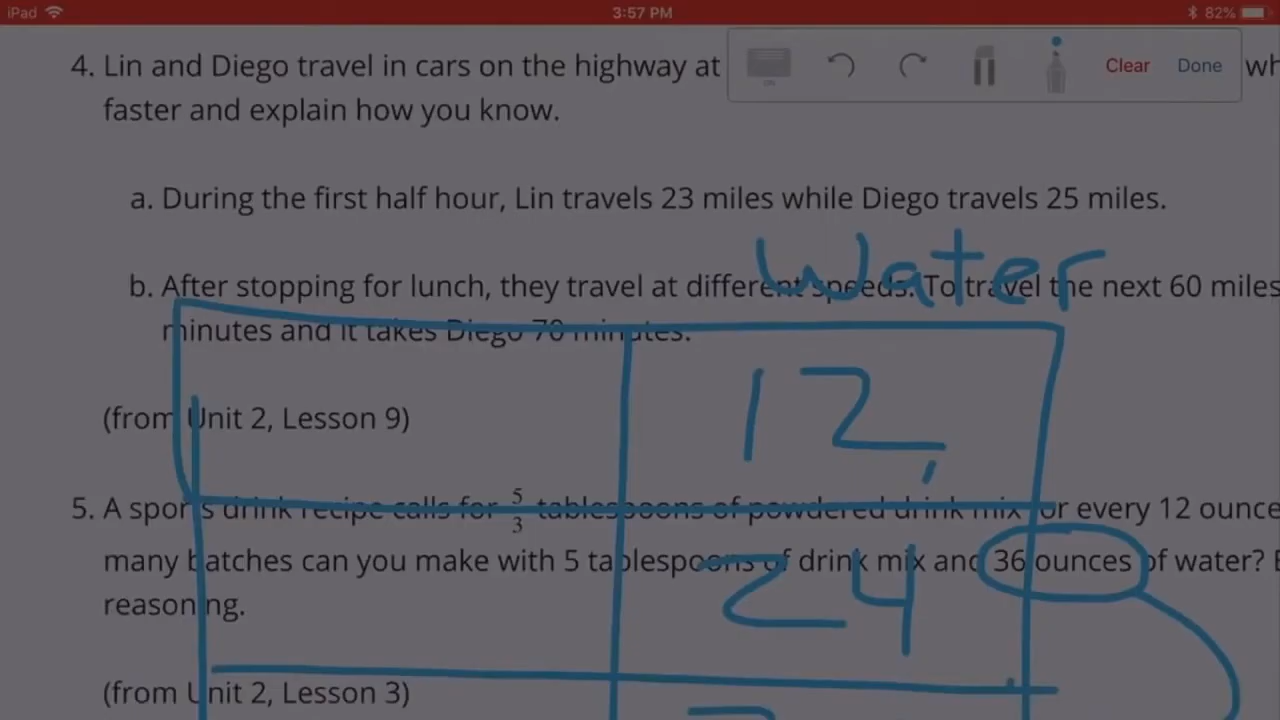 iPad 3:57 PM 82%
4. Lin and Diego travel in cars on the highway at
Clear Done
faster and explain how you know.
a. During the first half hour, Lin travels 23 miles while Diego travels 25 miles.
Water
b. After stopping for lunch, they travel at different speeds. To travel the next 60 miles
minutes and it takes Diego 70 minutes.
12
(from Unit 2, Lesson 9)
5. A sports drink recipe calls for 5/3 tablespoons of powdered drink mix for every 12 ounce
many batches can you make with 5 tablespoons of drink mix and 36 ounces of water?
24
reasoning.
(from Unit 2, Lesson 3)